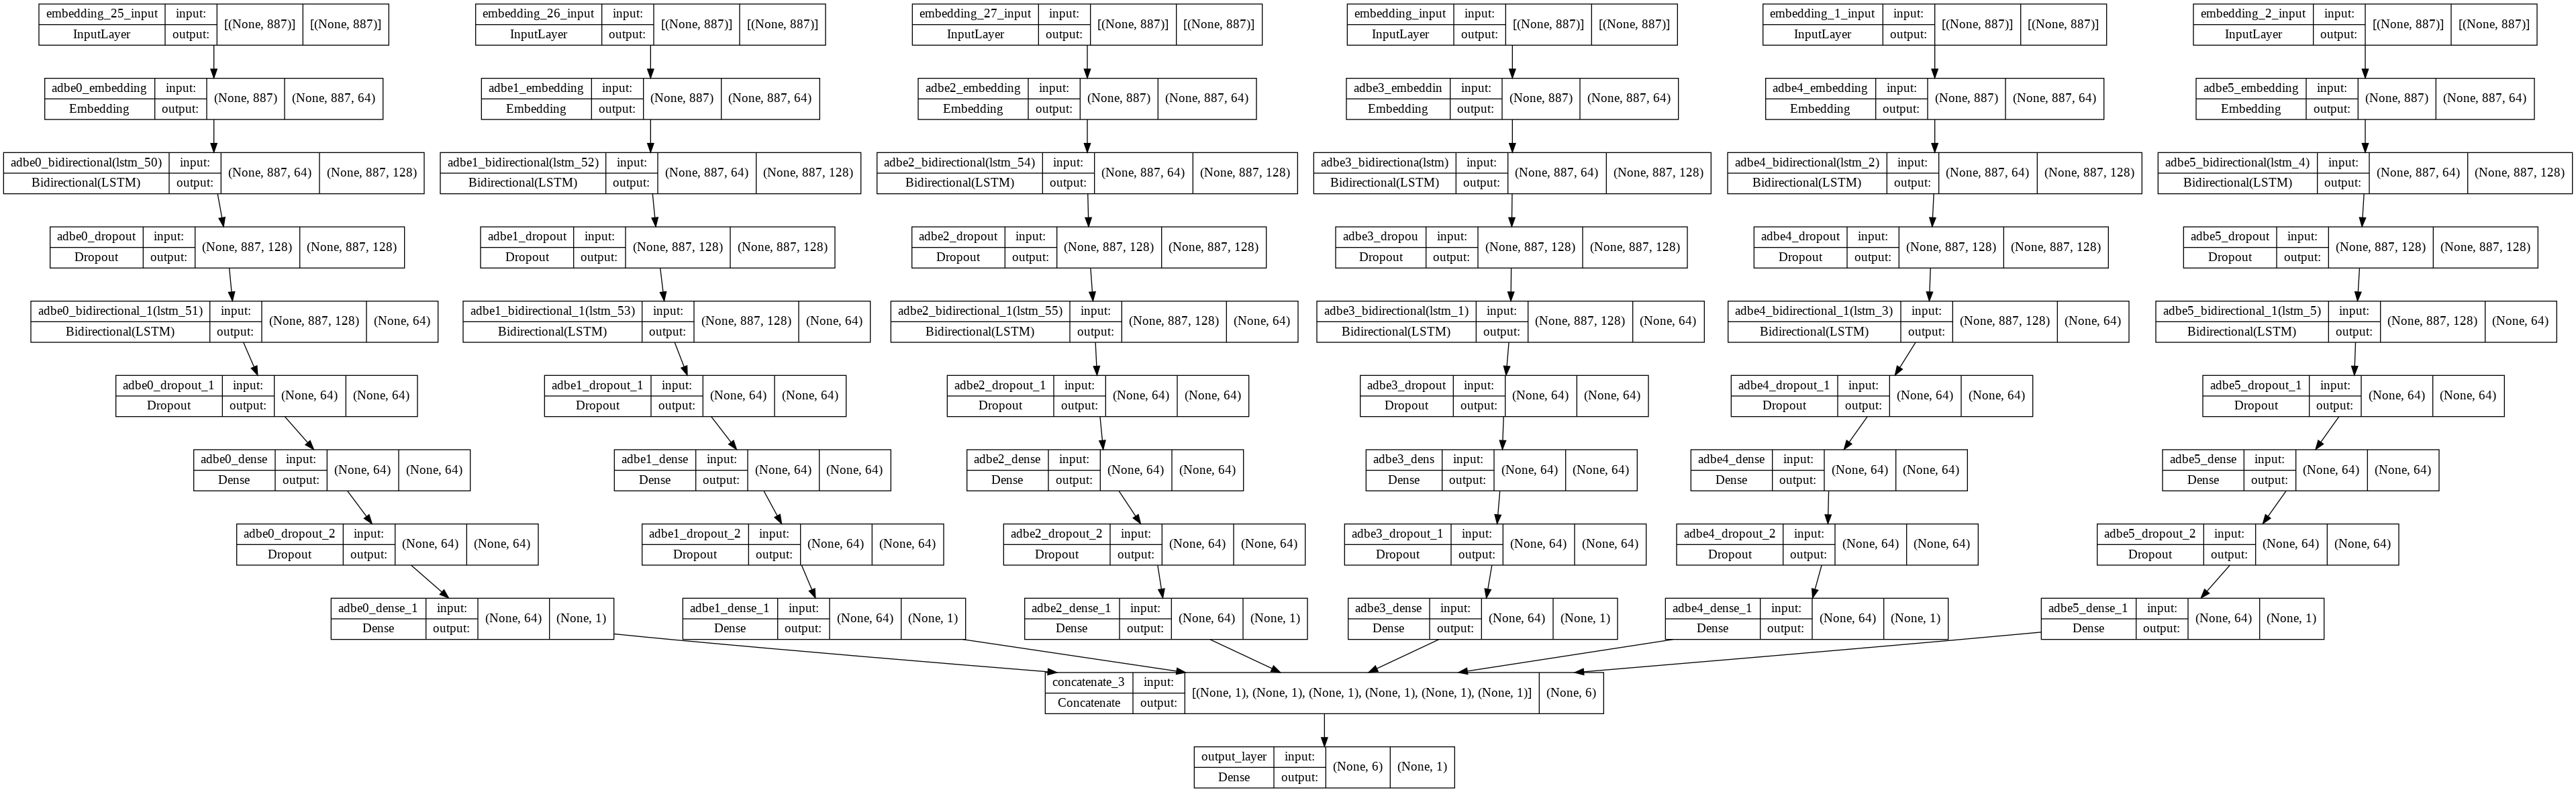 embedding_25_input input: [(None, 887)] [(None, 887)]
InputLayer output:
embedding_26_input input: [(None, 887)] [(None, 887)]
InputLayer output:
embedding_27_input input: [(None, 887)] [(None, 887)]
InputLayer output:
embedding_input input: [(None, 887)] [(None, 887)]
InputLayer output:
embedding_1_input input: [(None, 887)] [(None, 887)]
InputLayer output:
embedding_2_input input: [(None, 887)] [(None, 887)]
InputLayer output:
adbe0_embedding input: (None, 887) (None, 887, 64)
Embedding output:
adbe1_embedding input: (None, 887) (None, 887, 64)
Embedding output:
adbe2_embedding input: (None, 887) (None, 887, 64)
Embedding output:
adbe3_embeddin input: (None, 887) (None, 887, 64)
Embedding output:
adbe4_embedding input: (None, 887) (None, 887, 64)
Embedding output:
adbe5_embedding input: (None, 887) (None, 887, 64)
Embedding output:
adbe0_bidirectional(lstm_50) input: (None, 887, 64) (None, 887, 128)
Bidirectional(LSTM) output:
adbe1_bidirectional(lstm_52) input: (None, 887, 64) (None, 887, 128)
Bidirectional(LSTM) output:
adbe2_bidirectional(lstm_54) input: (None, 887, 64) (None, 887, 128)
Bidirectional(LSTM) output:
adbe3_bidirectiona(lstm) input: (None, 887, 64) (None, 887, 128)
Bidirectional(LSTM) output:
adbe4_bidirectional(lstm_2) input: (None, 887, 64) (None, 887, 128)
Bidirectional(LSTM) output:
adbe5_bidirectional(lstm_4) input: (None, 887, 64) (None, 887, 128)
Bidirectional(LSTM) output:
adbe0_dropout input: (None, 887, 128) (None, 887, 128)
Dropout output:
adbe1_dropout input: (None, 887, 128) (None, 887, 128)
Dropout output:
adbe2_dropout input: (None, 887, 128) (None, 887, 128)
Dropout output:
adbe3_dropou input: (None, 887, 128) (None, 887, 128)
Dropout output:
adbe4_dropout input: (None, 887, 128) (None, 887, 128)
Dropout output:
adbe5_dropout input: (None, 887, 128) (None, 887, 128)
Dropout output:
adbe0_bidirectional_1(lstm_51) input: (None, 887, 128) (None, 64)
Bidirectional(LSTM) output:
adbe1_bidirectional_1(lstm_53) input: (None, 887, 128) (None, 64)
Bidirectional(LSTM) output:
adbe2_bidirectional_1(lstm_55) input: (None, 887, 128) (None, 64)
Bidirectional(LSTM) output:
adbe3_bidirectional(lstm_1) input: (None, 887, 128) (None, 64)
Bidirectional(LSTM) output:
adbe4_bidirectional_1(lstm_3) input: (None, 887, 128) (None, 64)
Bidirectional(LSTM) output:
adbe5_bidirectional_1(lstm_5) input: (None, 887, 128) (None, 64)
Bidirectional(LSTM) output:
adbe0_dropout_1 input: (None, 64) (None, 64)
Dropout output:
adbe1_dropout_1 input: (None, 64) (None, 64)
Dropout output:
adbe2_dropout_1 input: (None, 64) (None, 64)
Dropout output:
adbe3_dropout input: (None, 64) (None, 64)
Dropout output:
adbe4_dropout_1 input: (None, 64) (None, 64)
Dropout output:
adbe5_dropout_1 input: (None, 64) (None, 64)
Dropout output:
adbe0_dense input: (None, 64) (None, 64)
Dense output:
adbe1_dense input: (None, 64) (None, 64)
Dense output:
adbe2_dense input: (None, 64) (None, 64)
Dense output:
adbe3_dens input: (None, 64) (None, 64)
Dense output:
adbe4_dense input: (None, 64) (None, 64)
Dense output:
adbe5_dense input: (None, 64) (None, 64)
Dense output:
adbe0_dropout_2 input: (None, 64) (None, 64)
Dropout output:
adbe1_dropout_2 input: (None, 64) (None, 64)
Dropout output:
adbe2_dropout_2 input: (None, 64) (None, 64)
Dropout output:
adbe3_dropout_1 input: (None, 64) (None, 64)
Dropout output:
adbe4_dropout_2 input: (None, 64) (None, 64)
Dropout output:
adbe5_dropout_2 input: (None, 64) (None, 64)
Dropout output:
adbe0_dense_1 input: (None, 64) (None, 1)
Dense output:
adbe1_dense_1 input: (None, 64) (None, 1)
Dense output:
adbe2_dense_1 input: (None, 64) (None, 1)
Dense output:
adbe3_dense input: (None, 64) (None, 1)
Dense output:
adbe4_dense_1 input: (None, 64) (None, 1)
Dense output:
adbe5_dense_1 input: (None, 64) (None, 1)
Dense output:
concatenate_3 input: [(None, 1), (None, 1), (None, 1), (None, 1), (None, 1), (None, 1)] (None, 6)
Concatenate output:
output_layer input: (None, 6) (None, 1)
Dense output: